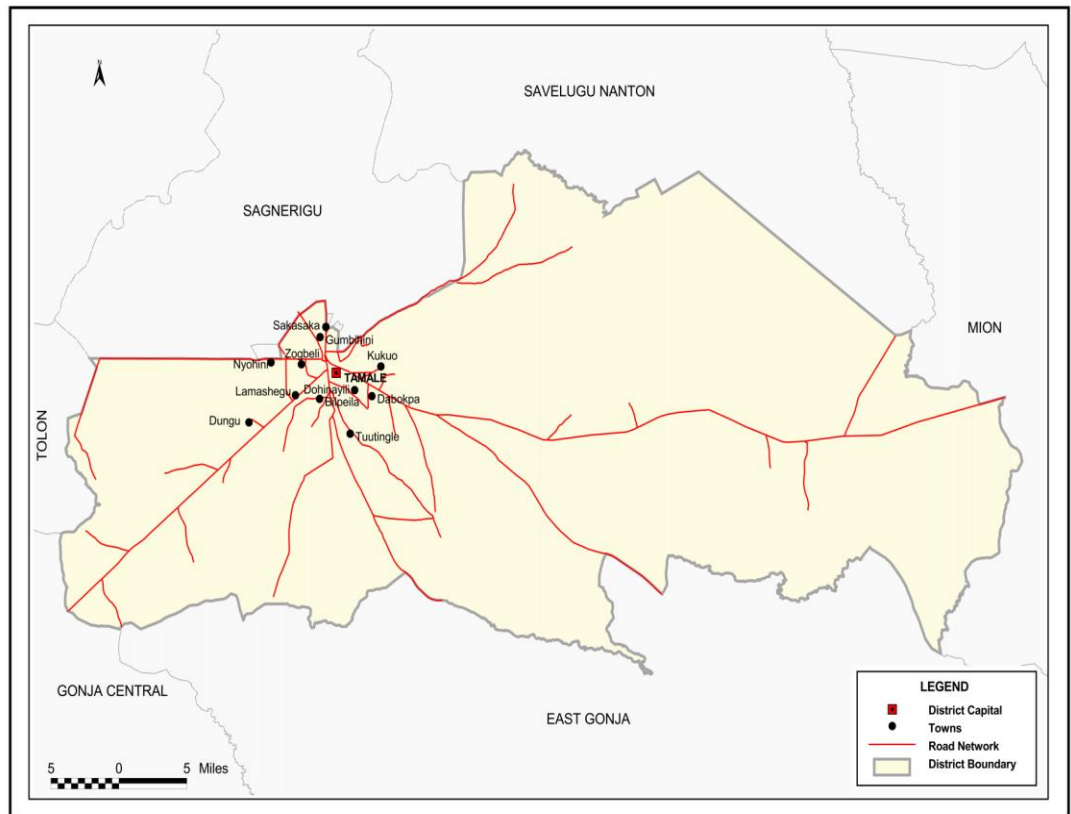 N
SAVELUGU NANTON
SAGNERIGU
MION
Sakasaka
Gumbihini
Zogbeli
Kukuo
Nyohini
TAMALE
Lamashegu
Dohinayili
Dabokpa
Bilpeila
Dungu
Tuutingle
TOLON
GONJA CENTRAL
EAST GONJA
5 0 5 Miles
LEGEND
District Capital
Towns
Road Network
District Boundary